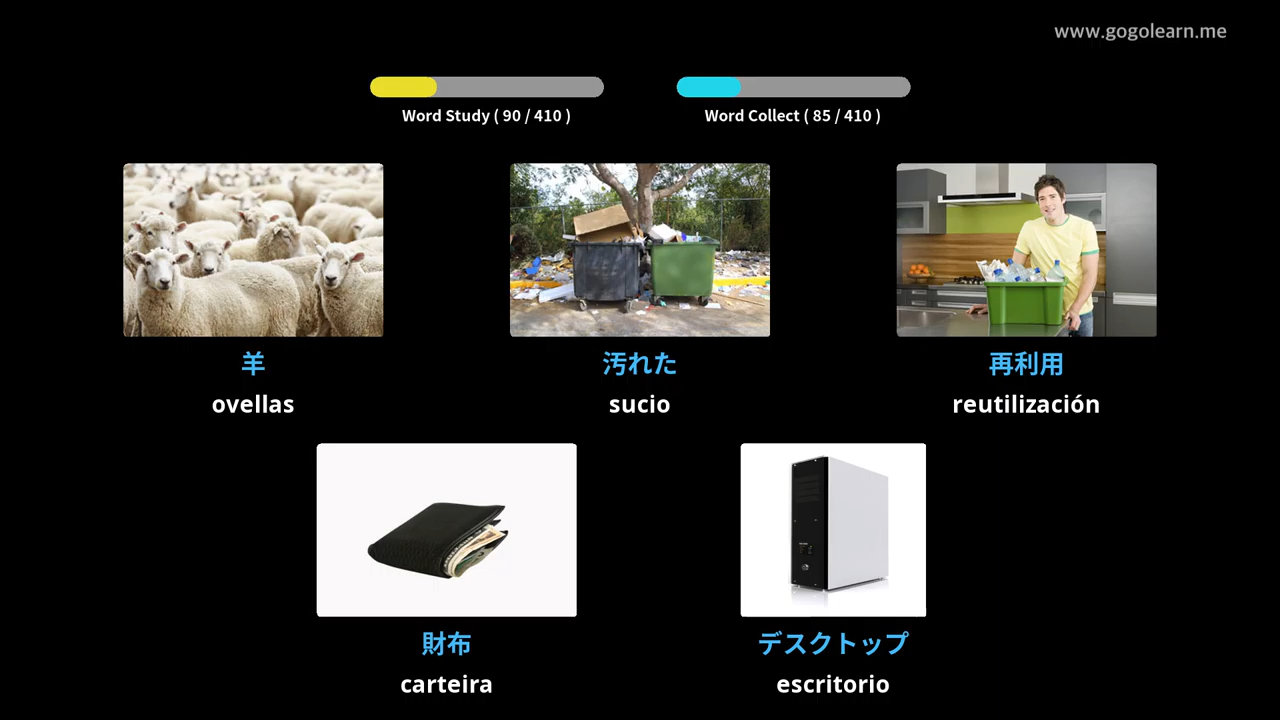 www.gogolearn.me
Word Study ( 90 / 410 )
Word Collect ( 85 / 410 )
羊
ovellas
汚れた
sucio
再利用
reutilización
財布
carteira
デスクトップ
escritorio